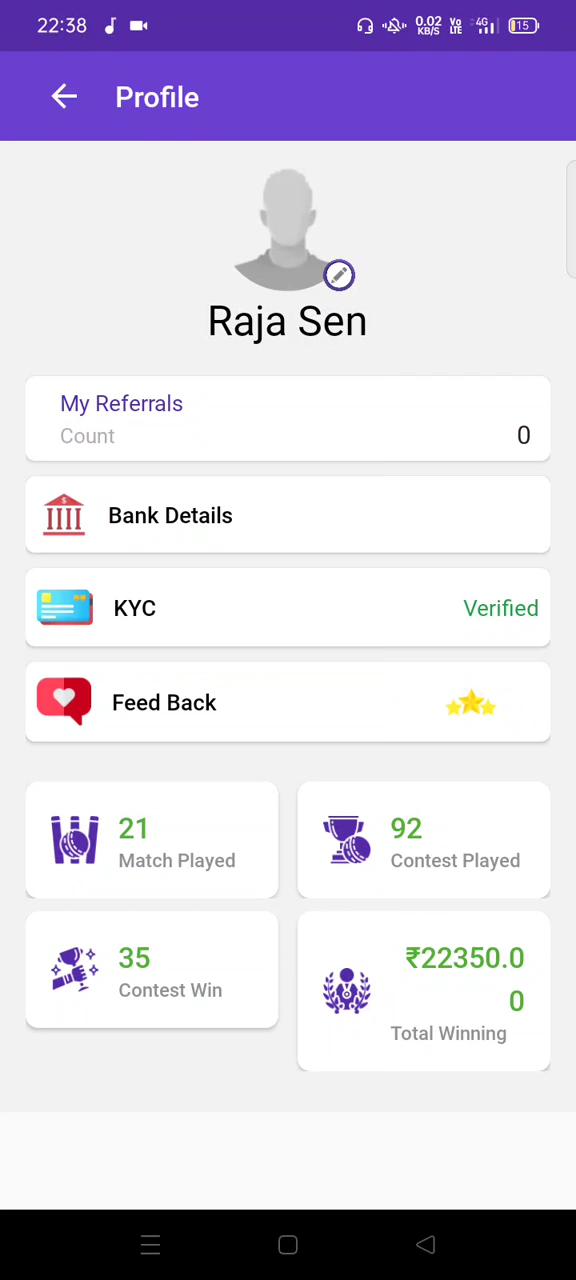 22:38 0.02 KB/S Vo LTE 4G 15
Profile
Raja Sen
My Referrals
Count 0
Bank Details
KYC Verified
Feed Back
21
Match Played
92
Contest Played
35
Contest Win
₹22350.0
0
Total Winning